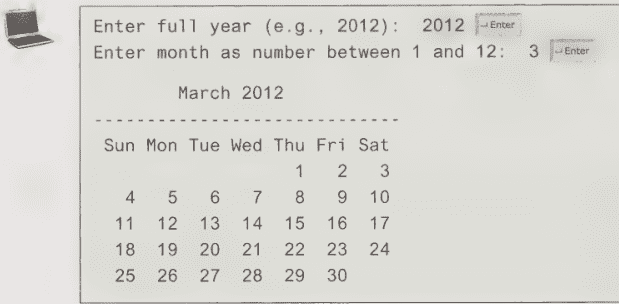 Enter full year (e.g., 2012): 2012 Enter
Enter month as number between 1 and 12: 3 Enter
March 2012
-----------------------------
Sun Mon Tue Wed Thu Fri Sat
1 2 3
4 5 6 7 8 9 10
11 12 13 14 15 16 17
18 19 20 21 22 23 24
25 26 27 28 29 30